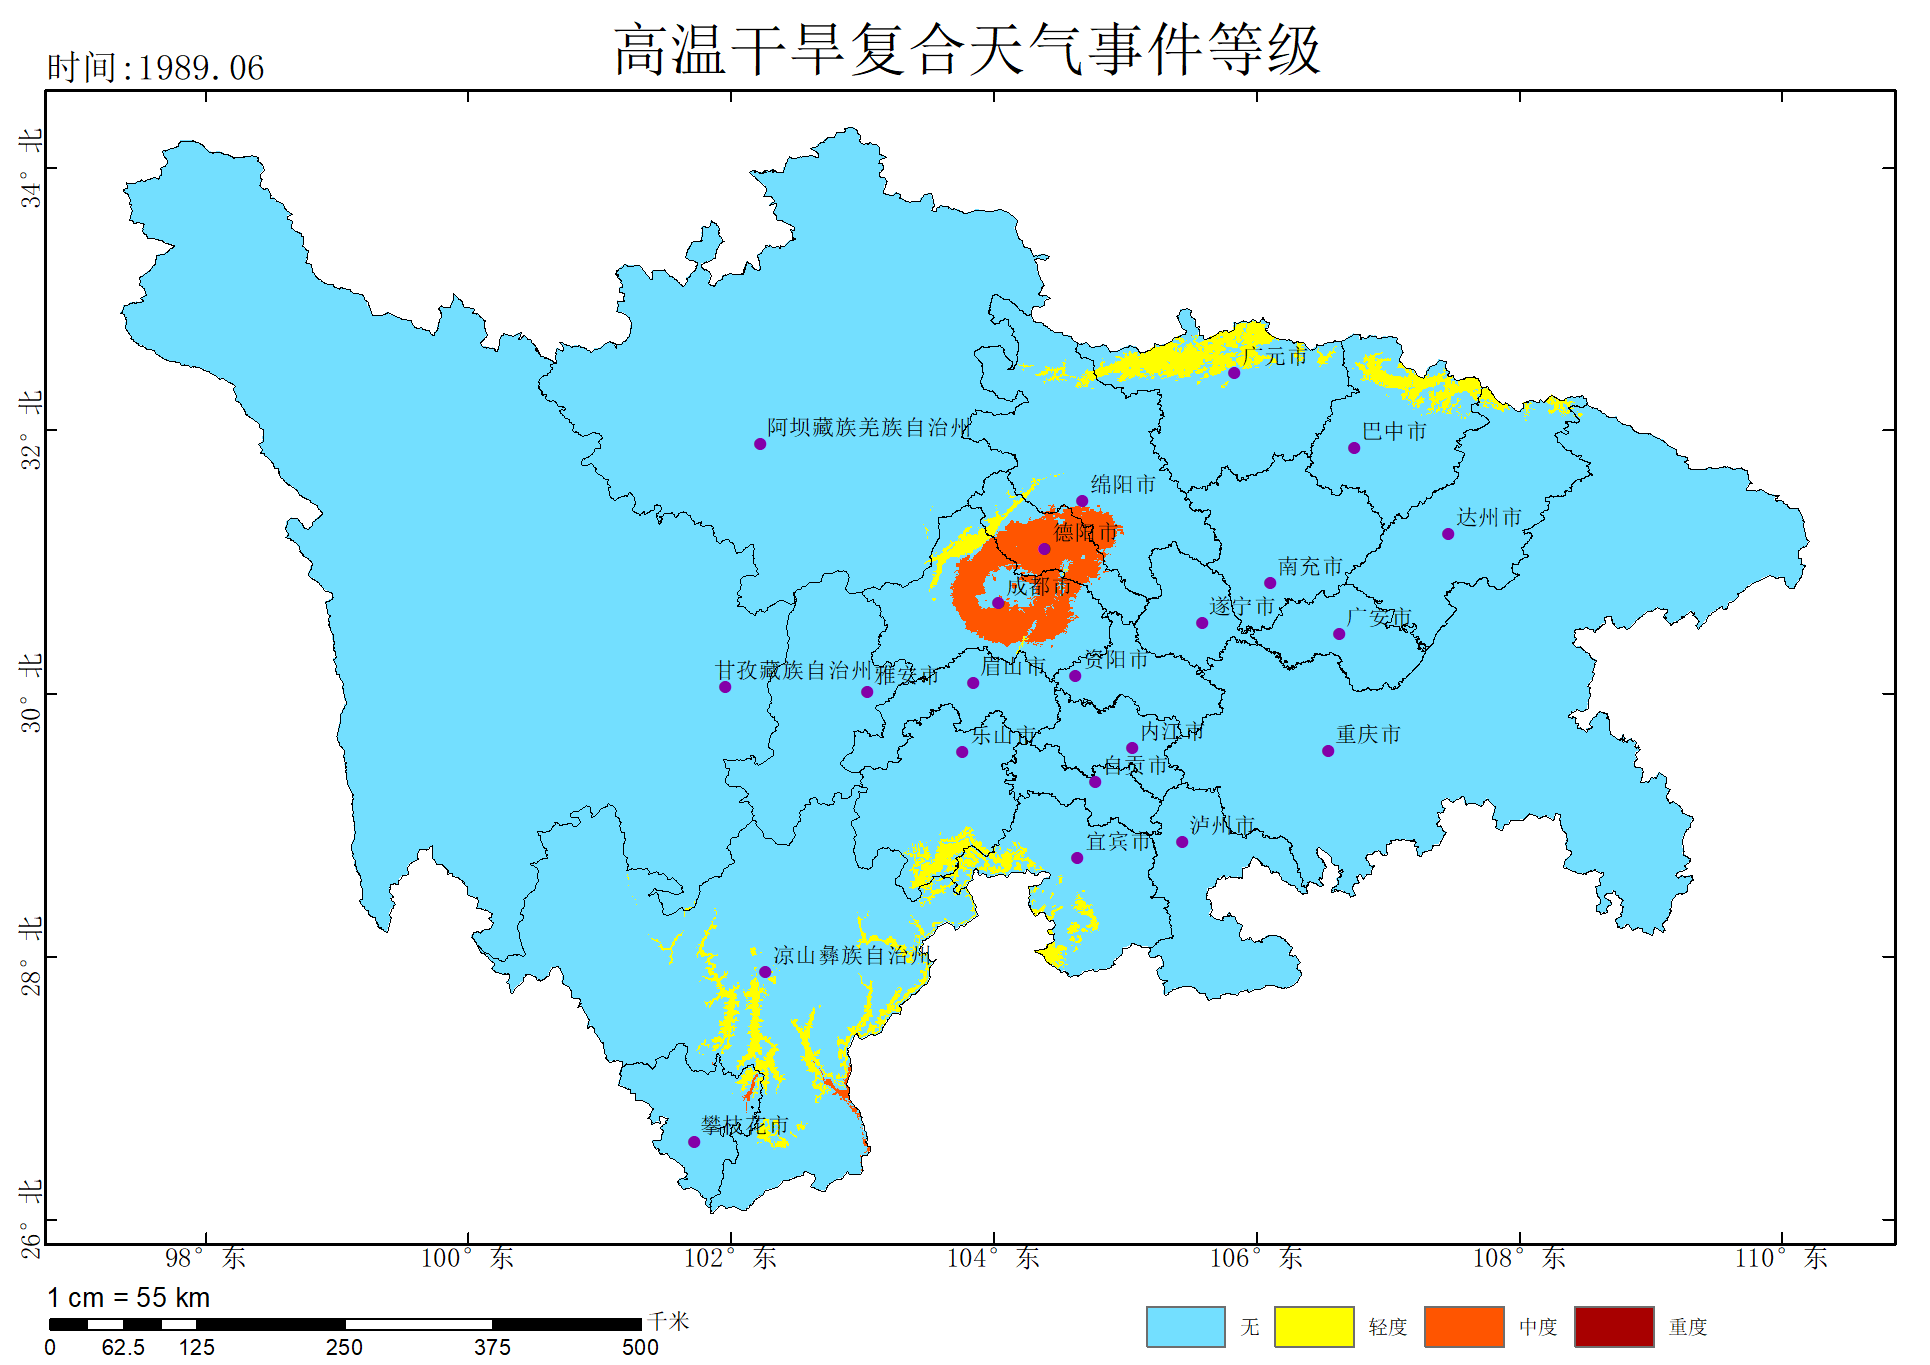 高温干旱复合天气事件等级
时间:1989.06
34°北
32°北
30°北
28°北
26°北
广元市
阿坝藏族羌族自治州
巴中市
绵阳市
达州市
德阳市
南充市
成都市
遂宁市
广安市
甘孜藏族自治州
雅安市
眉山市
资阳市
乐山市
内江市
重庆市
自贡市
宜宾市
泸州市
凉山彝族自治州
攀枝花市
98°东 100°东 102°东 104°东 106°东 108°东 110°东
1 cm = 55 km
千米
0 62.5 125 250 375 500
无 轻度 中度 重度